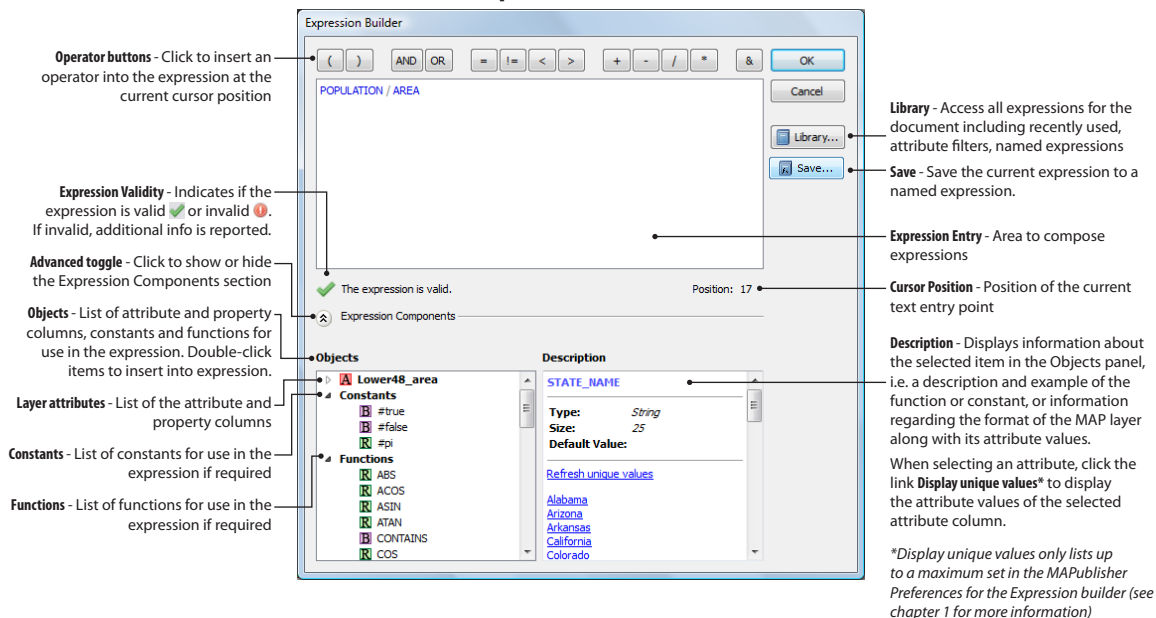 Expression Builder
( ) AND OR = != < > + - / * & OK
POPULATION / AREA
Cancel
Library...
Save...
The expression is valid.
Position: 17
Expression Components
Objects
A Lower48_area
Constants
B #true
B #false
R #pi
Functions
R ABS
R ACOS
R ASIN
R ATAN
B CONTAINS
R COS
Description
STATE_NAME
Type: String
Size: 25
Default Value:
Refresh unique values
Alabama
Arizona
Arkansas
California
Colorado
Operator buttons - Click to insert an
operator into the expression at the
current cursor position
Expression Validity - Indicates if the
expression is valid or invalid .
If invalid, additional info is reported.
Advanced toggle - Click to show or hide
the Expression Components section
Objects - List of attribute and property
columns, constants and functions for
use in the expression. Double-click
items to insert into expression.
Layer attributes - List of the attribute and
property columns
Constants - List of constants for use in the
expression if required
Functions - List of functions for use in the
expression if required
Library - Access all expressions for the
document including recently used,
attribute filters, named expressions
Save - Save the current expression to a
named expression.
Expression Entry - Area to compose
expressions
Cursor Position - Position of the current
text entry point
Description - Displays information about
the selected item in the Objects panel,
i.e. a description and example of the
function or constant, or information
regarding the format of the MAP layer
along with its attribute values.
When selecting an attribute, click the
link Display unique values* to display
the attribute values of the selected
attribute column.
*Display unique values only lists up
to a maximum set in the MAPublisher
Preferences for the Expression builder (see
chapter 1 for more information)